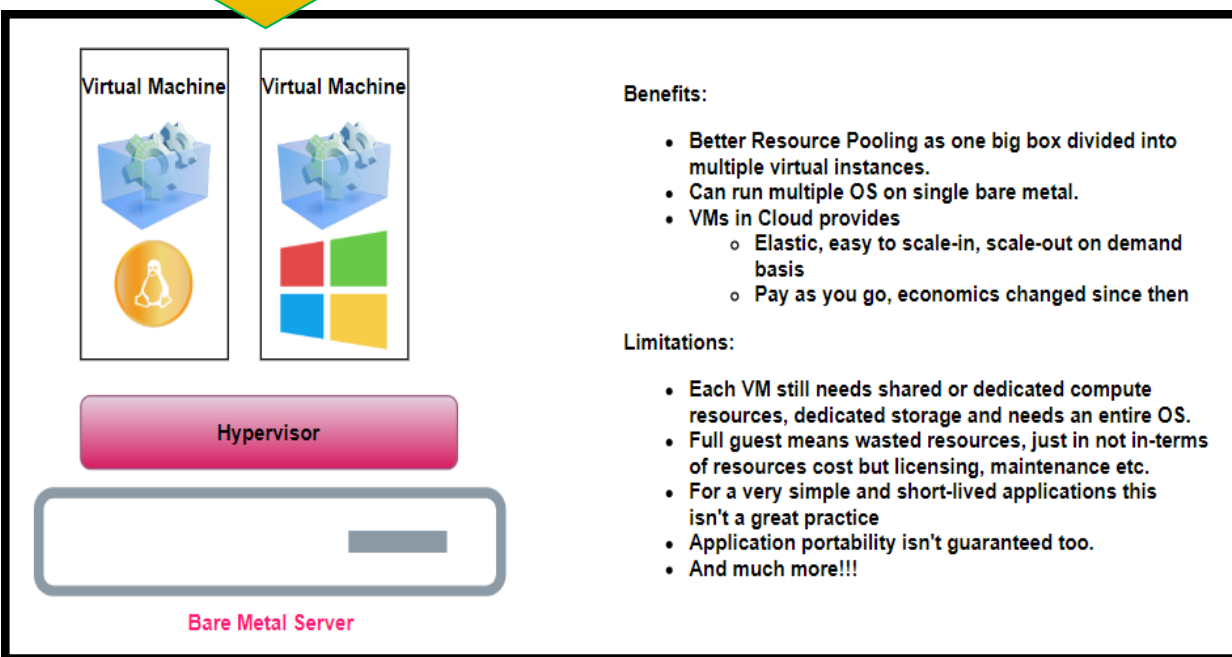 Virtual Machine
Virtual Machine
Hypervisor
Bare Metal Server
Benefits:
Better Resource Pooling as one big box divided into
multiple virtual instances.
Can run multiple OS on single bare metal.
VMs in Cloud provides
Elastic, easy to scale-in, scale-out on demand
basis
Pay as you go, economics changed since then
Limitations:
Each VM still needs shared or dedicated compute
resources, dedicated storage and needs an entire OS.
Full guest means wasted resources, just in not in-terms
of resources cost but licensing, maintenance etc.
For a very simple and short-lived applications this
isn't a great practice
Application portability isn't guaranteed too.
And much more!!!